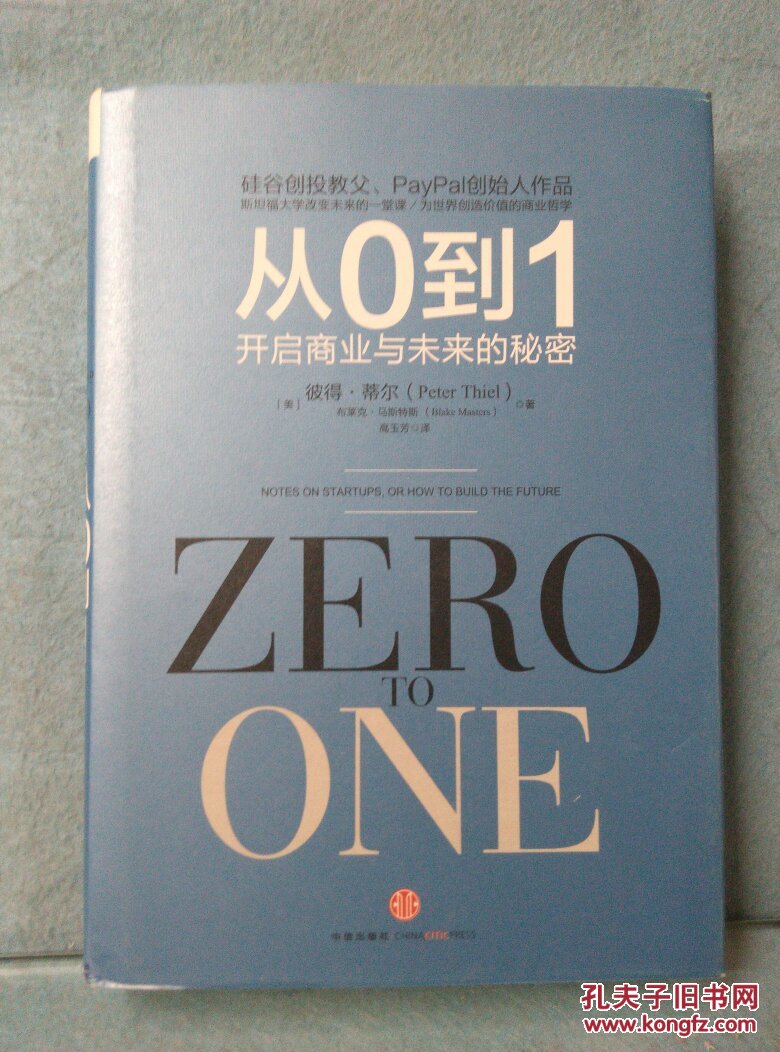 硅谷创投教父、PayPal创始人作品
斯坦福大学改变未来的一堂课/为世界创造价值的商业哲学
从0到1
开启商业与未来的秘密
[美] 彼得·蒂尔(Peter Thiel)
布莱克·马斯特斯(Blake Masters) ◎著
高玉芳◎译
NOTES ON STARTUPS, OR HOW TO BUILD THE FUTURE
ZERO
TO
ONE
中信出版社 CHINACITICPRESS
孔夫子旧书网
www.kongfz.com